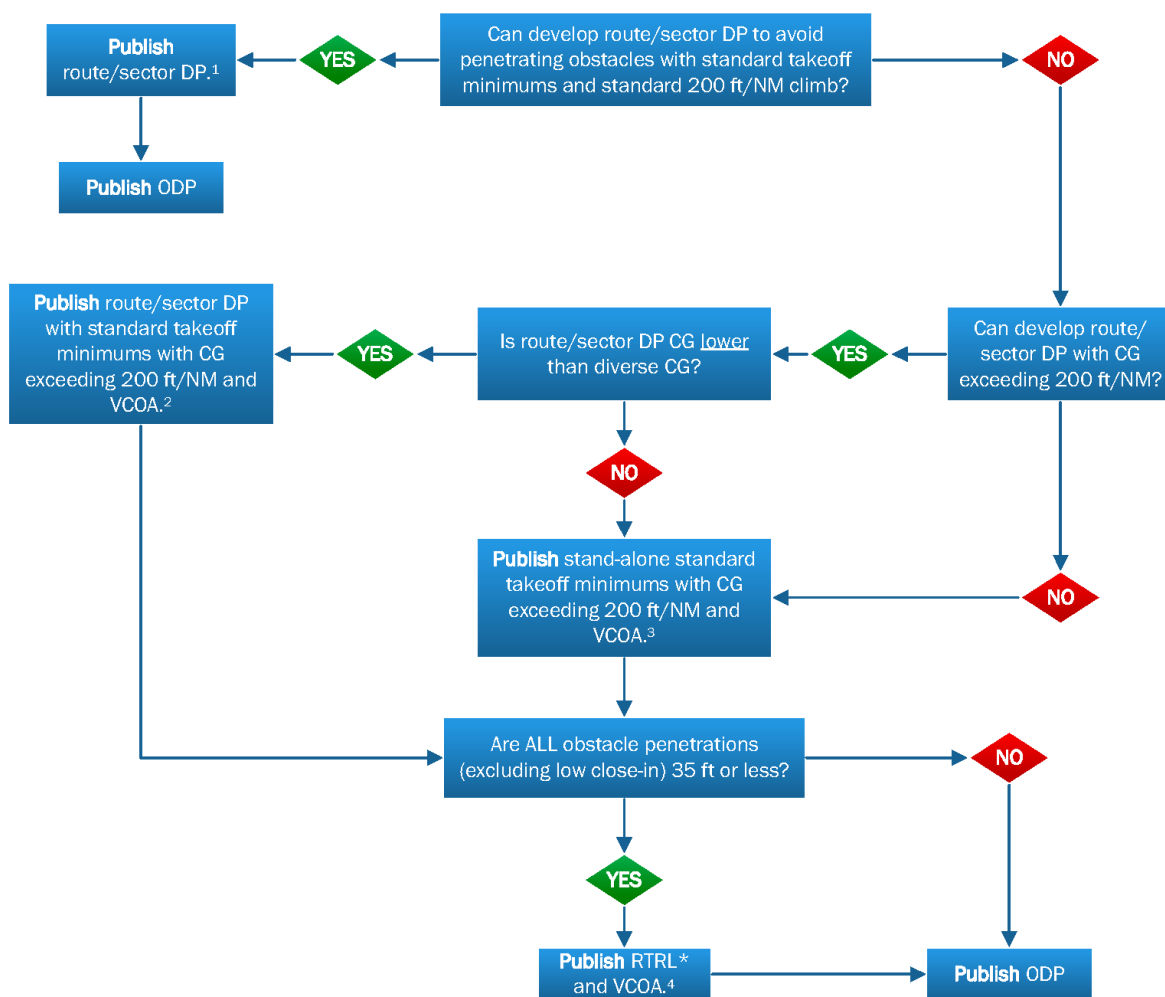 Publish
route/sector DP.¹
YES
Can develop route/sector DP to avoid
penetrating obstacles with standard takeoff
minimums and standard 200 ft/NM climb?
NO
Publish ODP
Publish route/sector DP
with standard takeoff
minimums with CG
exceeding 200 ft/NM and
VCOA.²
YES
Is route/sector DP CG lower
than diverse CG?
YES
Can develop route/
sector DP with CG
exceeding 200 ft/NM?
NO
Publish stand-alone standard
takeoff minimums with CG
exceeding 200 ft/NM and
VCOA.³
NO
Are ALL obstacle penetrations
(excluding low close-in) 35 ft or less?
NO
YES
Publish RTRL*
and VCOA.⁴
Publish ODP